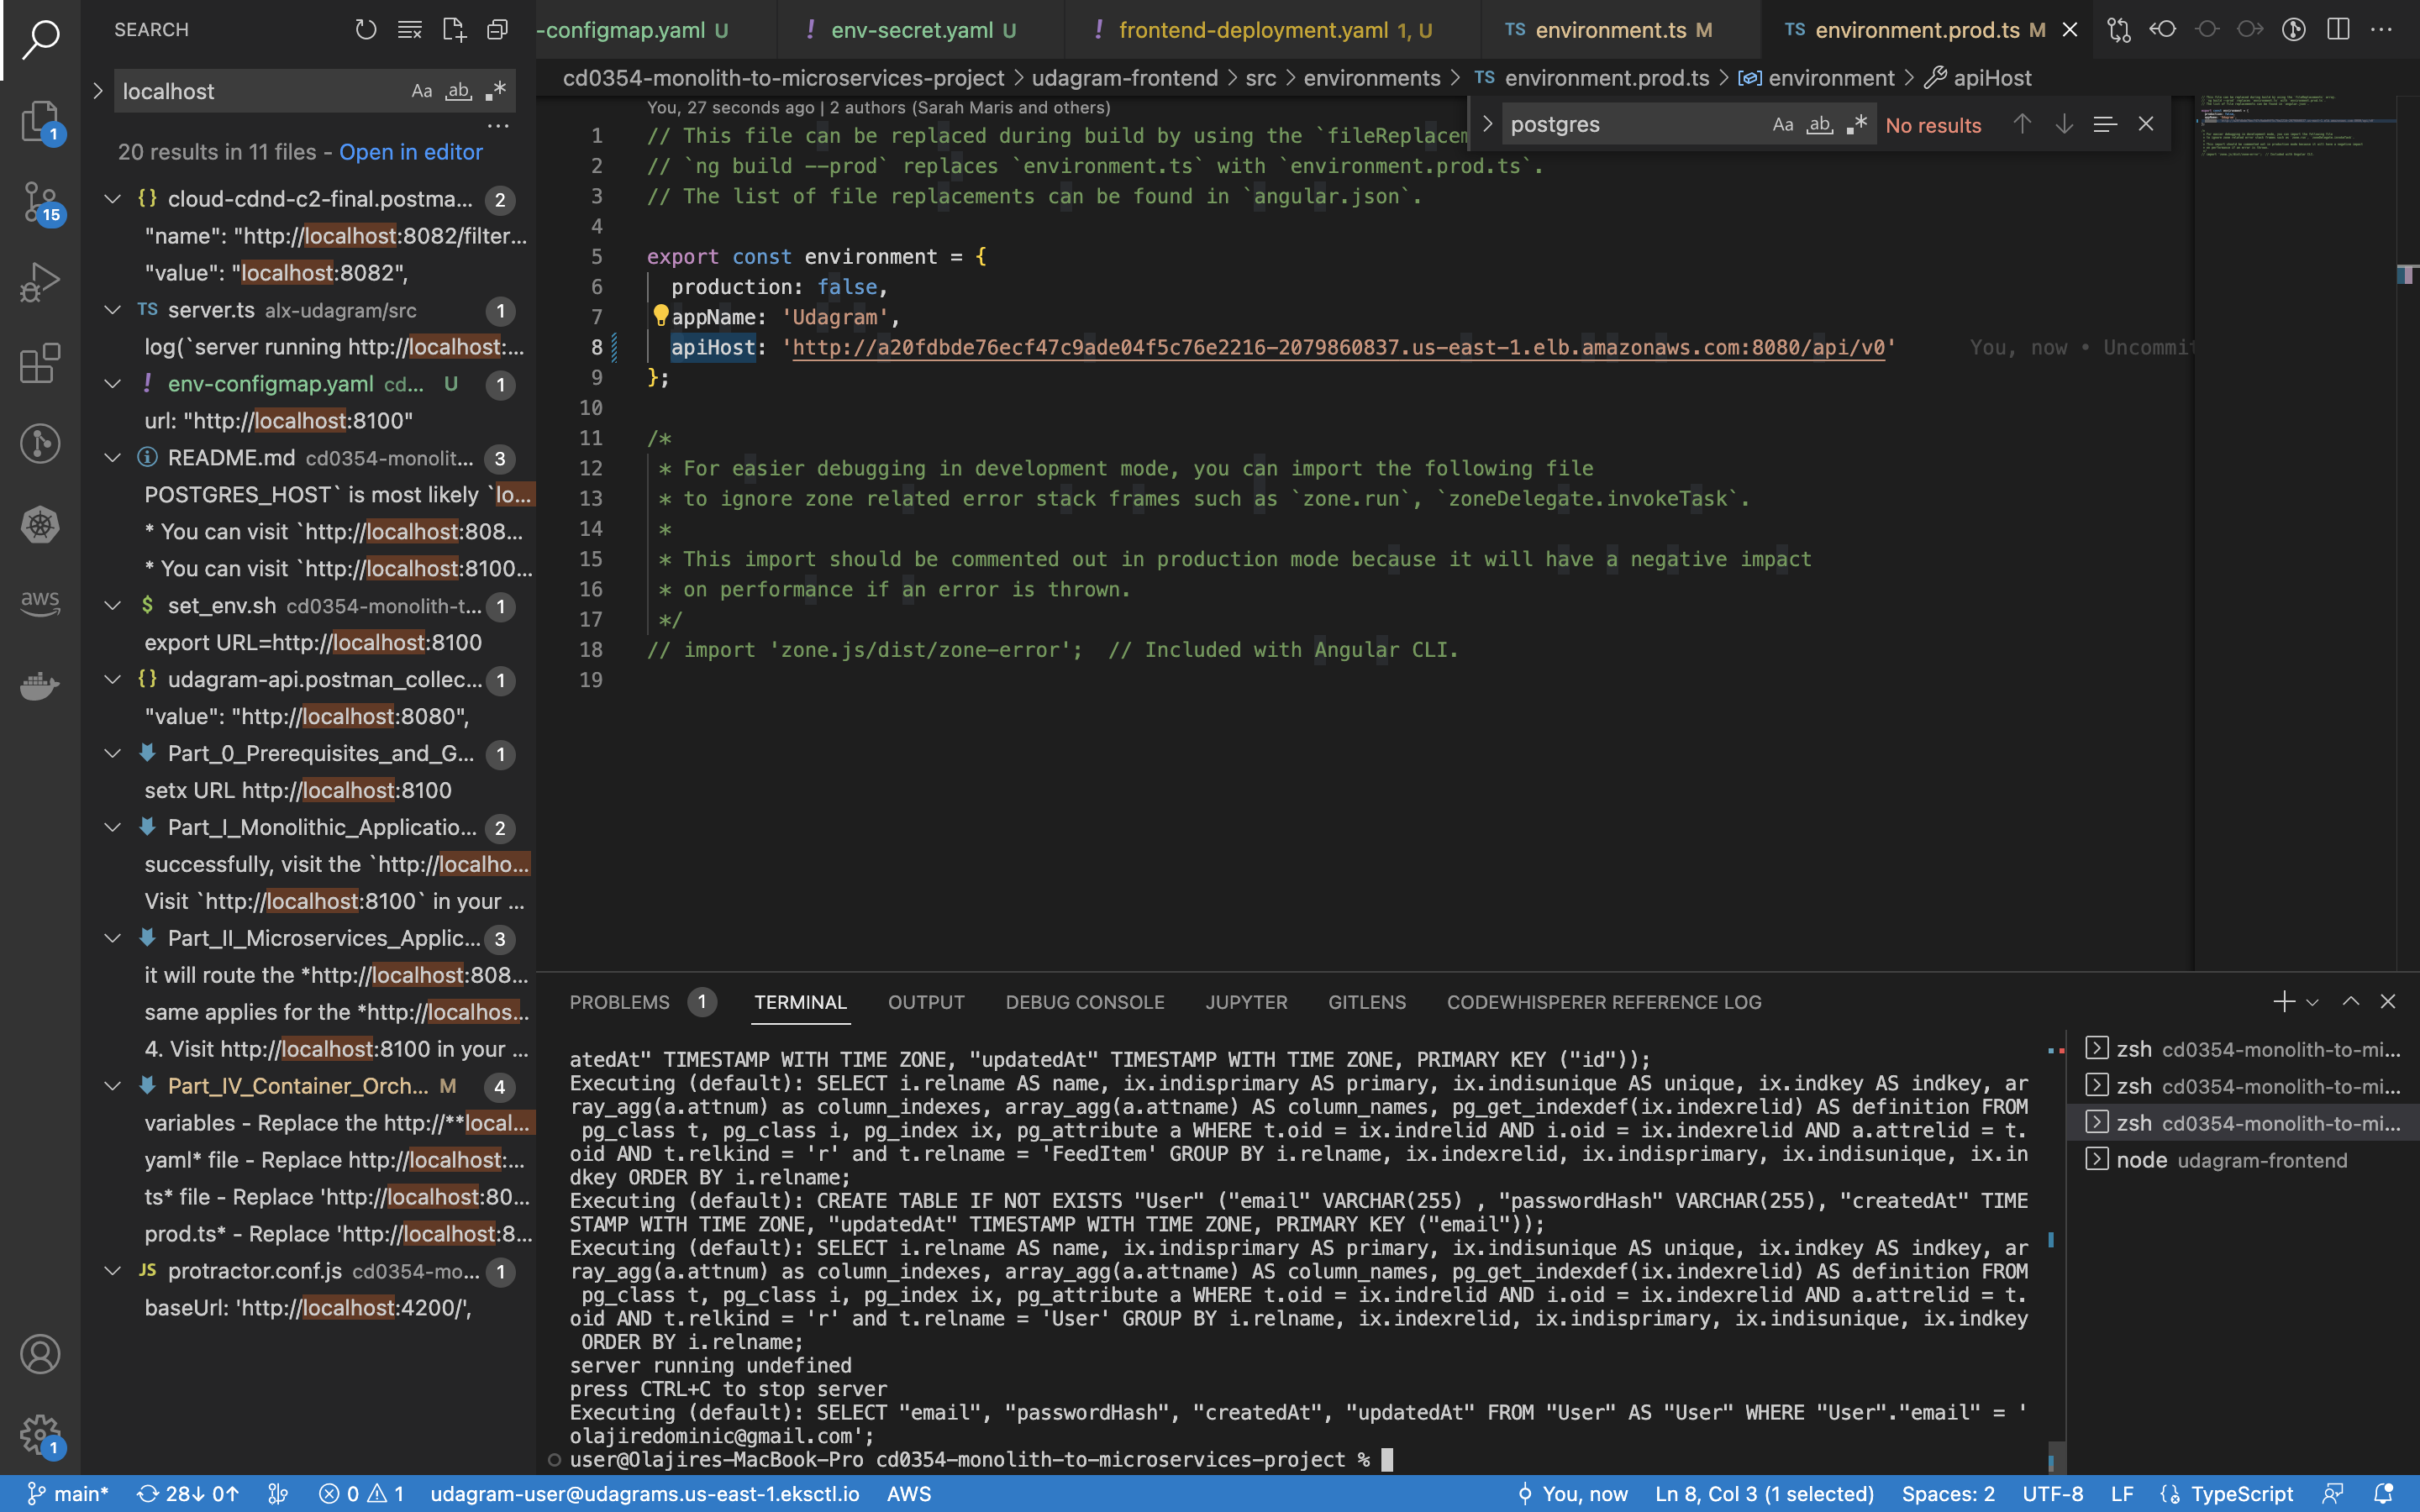 SEARCH
localhost
Aa ab .*
20 results in 11 files - Open in editor
{} cloud-cdnd-c2-final.postma... 2
"name": "http://localhost:8082/filter...
"value": "localhost:8082",
TS server.ts alx-udagram/src 1
log(`server running http://localhost:...
! env-configmap.yaml cd... U 1
url: "http://localhost:8100"
README.md cd0354-monolit... 3
POSTGRES_HOST` is most likely `lo...
* You can visit `http://localhost:808...
* You can visit `http://localhost:8100...
$ set_env.sh cd0354-monolith-t... 1
export URL=http://localhost:8100
{} udagram-api.postman_collec... 1
"value": "http://localhost:8080",
Part_0_Prerequisites_and_G... 1
setx URL http://localhost:8100
Part_I_Monolithic_Applicatio... 2
successfully, visit the `http://localho...
Visit `http://localhost:8100` in your ...
Part_II_Microservices_Applic... 3
it will route the *http://localhost:808...
same applies for the *http://localhos...
4. Visit http://localhost:8100 in your ...
Part_IV_Container_Orch... M 4
variables - Replace the http://**local...
yaml* file - Replace http://localhost:...
ts* file - Replace 'http://localhost:80...
prod.ts* - Replace 'http://localhost:8...
JS protractor.conf.js cd0354-mo... 1
baseUrl: 'http://localhost:4200/',
1
15
aws
1
-configmap.yaml U ! env-secret.yaml U ! frontend-deployment.yaml 1, U TS environment.ts M TS environment.prod.ts M
cd0354-monolith-to-microservices-project > udagram-frontend > src > environments > TS environment.prod.ts > environment > apiHost
You, 27 seconds ago | 2 authors (Sarah Maris and others)
postgres Aa ab .* No results
1 // This file can be replaced during build by using the `fileReplacem
2 // `ng build --prod` replaces `environment.ts` with `environment.prod.ts`.
3 // The list of file replacements can be found in `angular.json`.
4
5 export const environment = {
6 production: false,
7 appName: 'Udagram',
8 apiHost: 'http://a20fdbde76ecf47c9ade04f5c76e2216-2079860837.us-east-1.elb.amazonaws.com:8080/api/v0' You, now • Uncommit
9 };
10
11 /*
12 * For easier debugging in development mode, you can import the following file
13 * to ignore zone related error stack frames such as `zone.run`, `zoneDelegate.invokeTask`.
14 *
15 * This import should be commented out in production mode because it will have a negative impact
16 * on performance if an error is thrown.
17 */
18 // import 'zone.js/dist/zone-error'; // Included with Angular CLI.
19
PROBLEMS 1 TERMINAL OUTPUT DEBUG CONSOLE JUPYTER GITLENS CODEWHISPERER REFERENCE LOG
atedAt" TIMESTAMP WITH TIME ZONE, "updatedAt" TIMESTAMP WITH TIME ZONE, PRIMARY KEY ("id"));
Executing (default): SELECT i.relname AS name, ix.indisprimary AS primary, ix.indisunique AS unique, ix.indkey AS indkey, ar
ray_agg(a.attnum) as column_indexes, array_agg(a.attname) AS column_names, pg_get_indexdef(ix.indexrelid) AS definition FROM
pg_class t, pg_class i, pg_index ix, pg_attribute a WHERE t.oid = ix.indrelid AND i.oid = ix.indexrelid AND a.attrelid = t.
oid AND t.relkind = 'r' and t.relname = 'FeedItem' GROUP BY i.relname, ix.indexrelid, ix.indisprimary, ix.indisunique, ix.in
dkey ORDER BY i.relname;
Executing (default): CREATE TABLE IF NOT EXISTS "User" ("email" VARCHAR(255) , "passwordHash" VARCHAR(255), "createdAt" TIME
STAMP WITH TIME ZONE, "updatedAt" TIMESTAMP WITH TIME ZONE, PRIMARY KEY ("email"));
Executing (default): SELECT i.relname AS name, ix.indisprimary AS primary, ix.indisunique AS unique, ix.indkey AS indkey, ar
ray_agg(a.attnum) as column_indexes, array_agg(a.attname) AS column_names, pg_get_indexdef(ix.indexrelid) AS definition FROM
pg_class t, pg_class i, pg_index ix, pg_attribute a WHERE t.oid = ix.indrelid AND i.oid = ix.indexrelid AND a.attrelid = t.
oid AND t.relkind = 'r' and t.relname = 'User' GROUP BY i.relname, ix.indexrelid, ix.indisprimary, ix.indisunique, ix.indkey
ORDER BY i.relname;
server running undefined
press CTRL+C to stop server
Executing (default): SELECT "email", "passwordHash", "createdAt", "updatedAt" FROM "User" AS "User" WHERE "User"."email" = '
olajiredominic@gmail.com';
user@Olajires-MacBook-Pro cd0354-monolith-to-microservices-project %
zsh cd0354-monolith-to-mi...
zsh cd0354-monolith-to-mi...
zsh cd0354-monolith-to-mi...
node udagram-frontend
main* 28↓ 0↑ 0 1 udagram-user@udagrams.us-east-1.eksctl.io AWS You, now Ln 8, Col 3 (1 selected) Spaces: 2 UTF-8 LF TypeScript